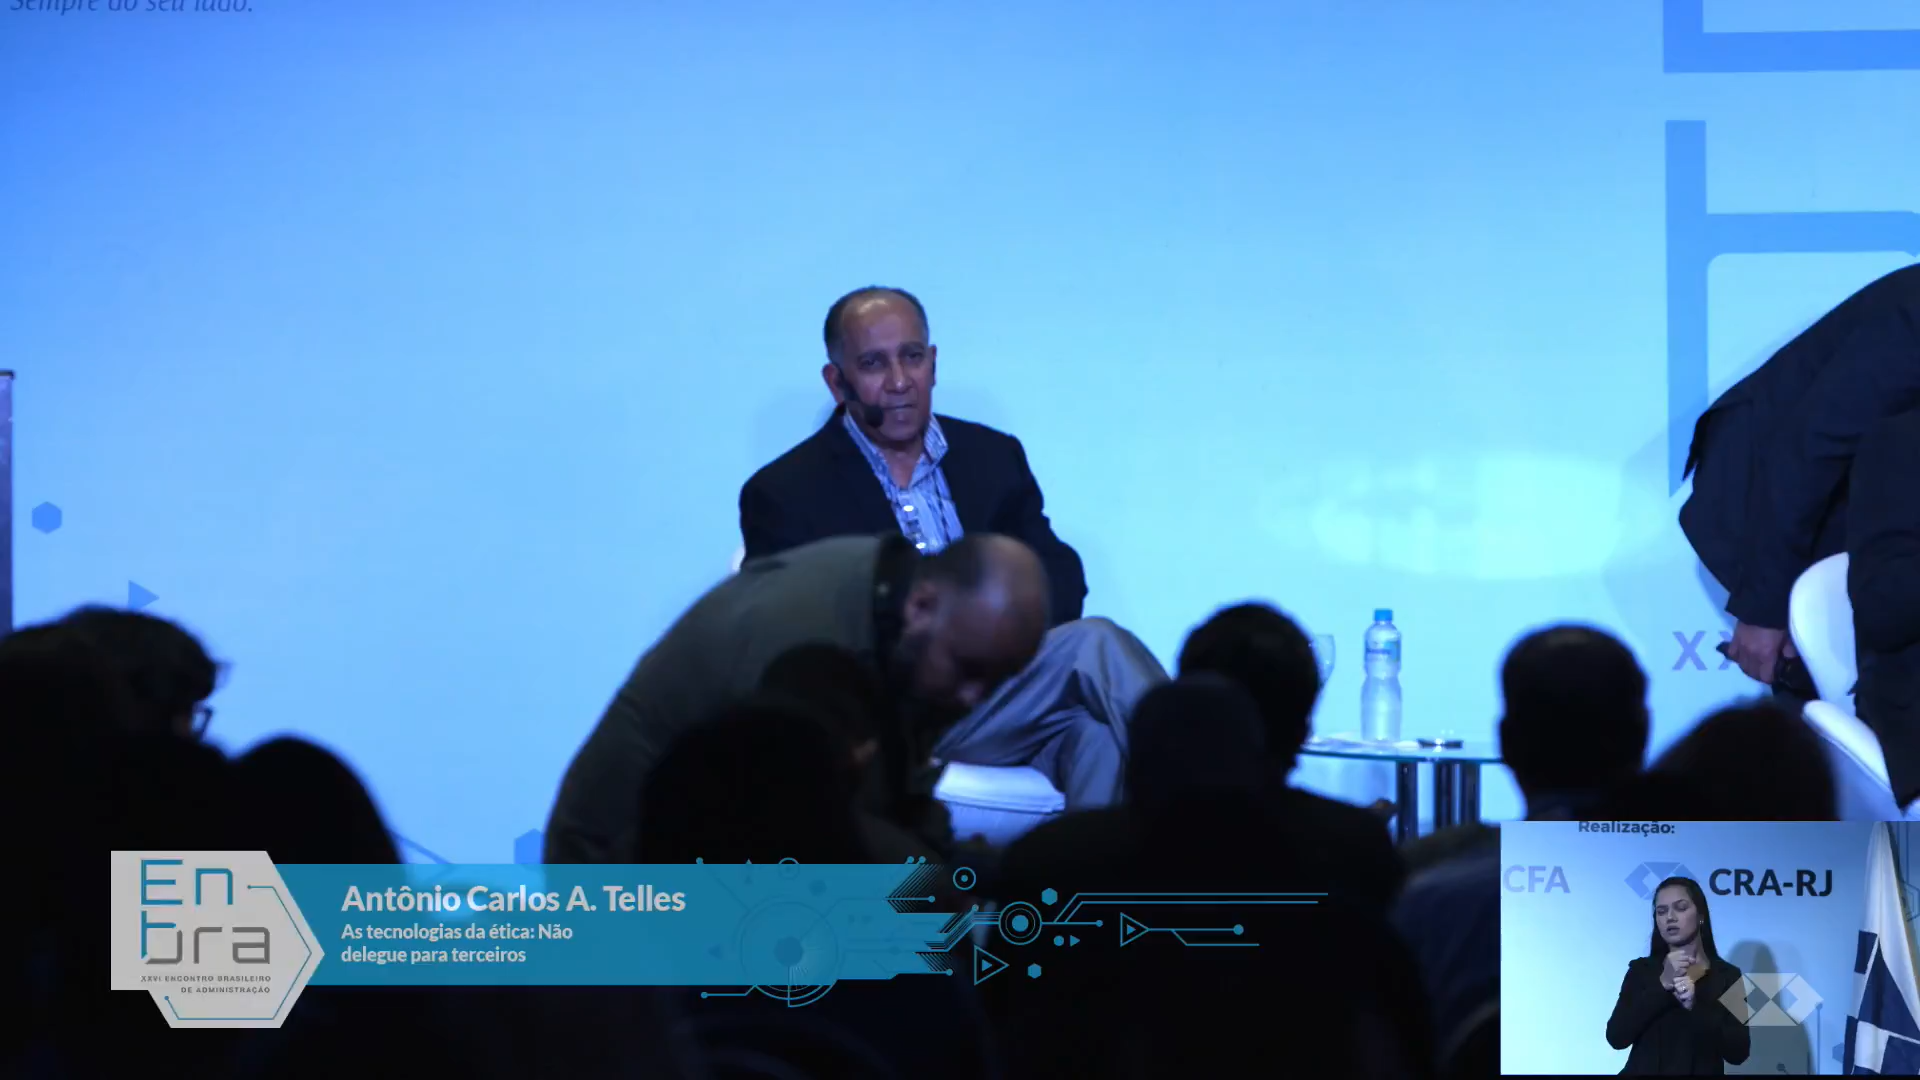 Sempre do seu lado.
XX
En
bra
XXVI ENCONTRO BRASILEIRO
DE ADMINISTRAÇÃO
Antônio Carlos A. Telles
As tecnologias da ética: Não
delegue para terceiros
Realização:
CFA
CRA-RJ